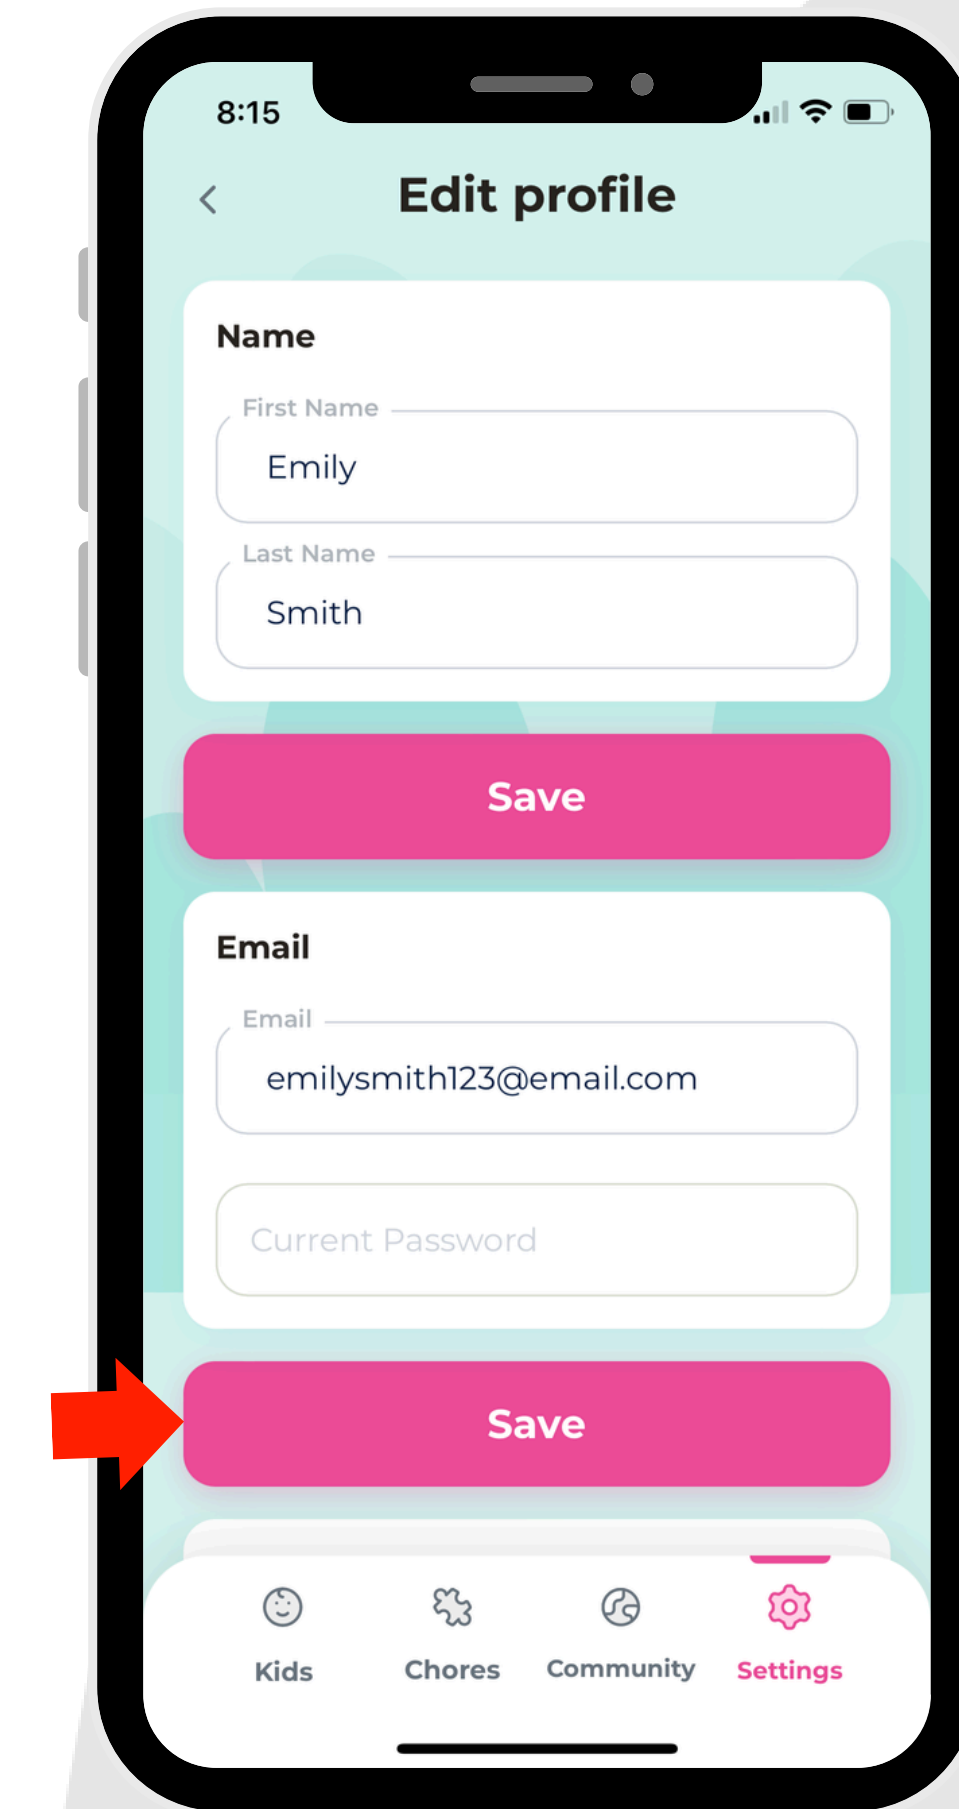 8:15
Edit profile
Name
First Name
Emily
Last Name
Smith
Save
Email
Email
emilysmith123@email.com
Current Password
Save
Kids
Chores
Community
Settings